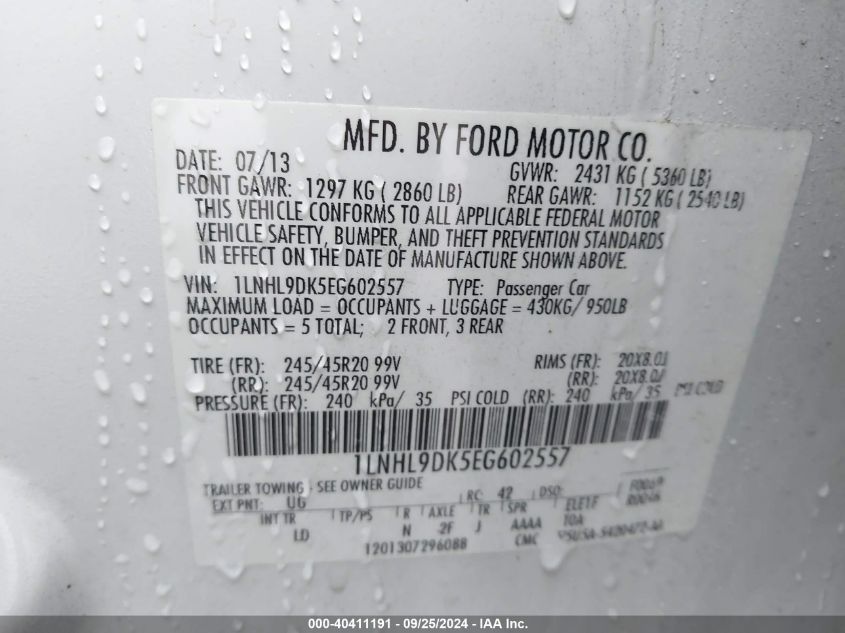 MFD. BY FORD MOTOR CO.
DATE: 07/13 GVWR: 2431 KG ( 5360 LB)
FRONT GAWR: 1297 KG ( 2860 LB) REAR GAWR: 1152 KG ( 2540 LB)
THIS VEHICLE CONFORMS TO ALL APPLICABLE FEDERAL MOTOR
VEHICLE SAFETY, BUMPER, AND THEFT PREVENTION STANDARDS
IN EFFECT ON THE DATE OF MANUFACTURE SHOWN ABOVE.
VIN: 1LNHL9DK5EG602557 TYPE: Passenger Car
MAXIMUM LOAD = OCCUPANTS + LUGGAGE = 430KG/ 950LB
OCCUPANTS = 5 TOTAL; 2 FRONT, 3 REAR
TIRE (FR): 245/45R20 99V RIMS (FR): 20X8.0J
(RR): 245/45R20 99V (RR): 20X8.0J
PRESSURE (FR): 240 kPa/ 35 PSI COLD (RR): 240 kPa/ 35 PSI COLD
1LNHL9DK5EG602557
TRAILER TOWING - SEE OWNER GUIDE
EXT PNT: UG RC: 42 DSO:
INT TR TP/PS R AXLE TR SPR
LD N 2F J AAAA
1201307296088 CMC
000-40411191 - 09/25/2024 - IAA Inc.